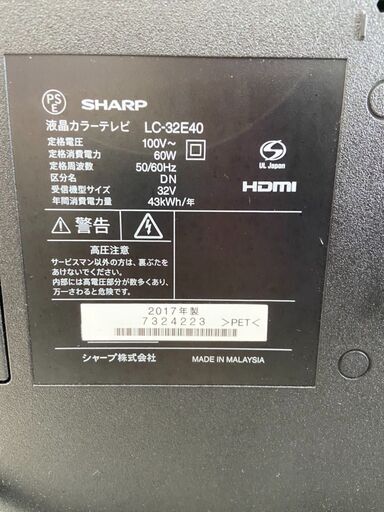 PS
E
SHARP
液晶カラーテレビ LC-32E40
定格電圧 100V~
定格消費電力 60W
定格周波数 50/60Hz
区分名 DN
受信機型サイズ 32V
年間消費電力量 43kWh/年
UL Japan
HDMI
警告
高圧注意
サービスマン以外の方は、裏ぶたを
あけないでください。
内部には高電圧部分が数多くあり、
万一さわると危険です。
2017年製
7324223 >PET<
シャープ株式会社 MADE IN MALAYSIA